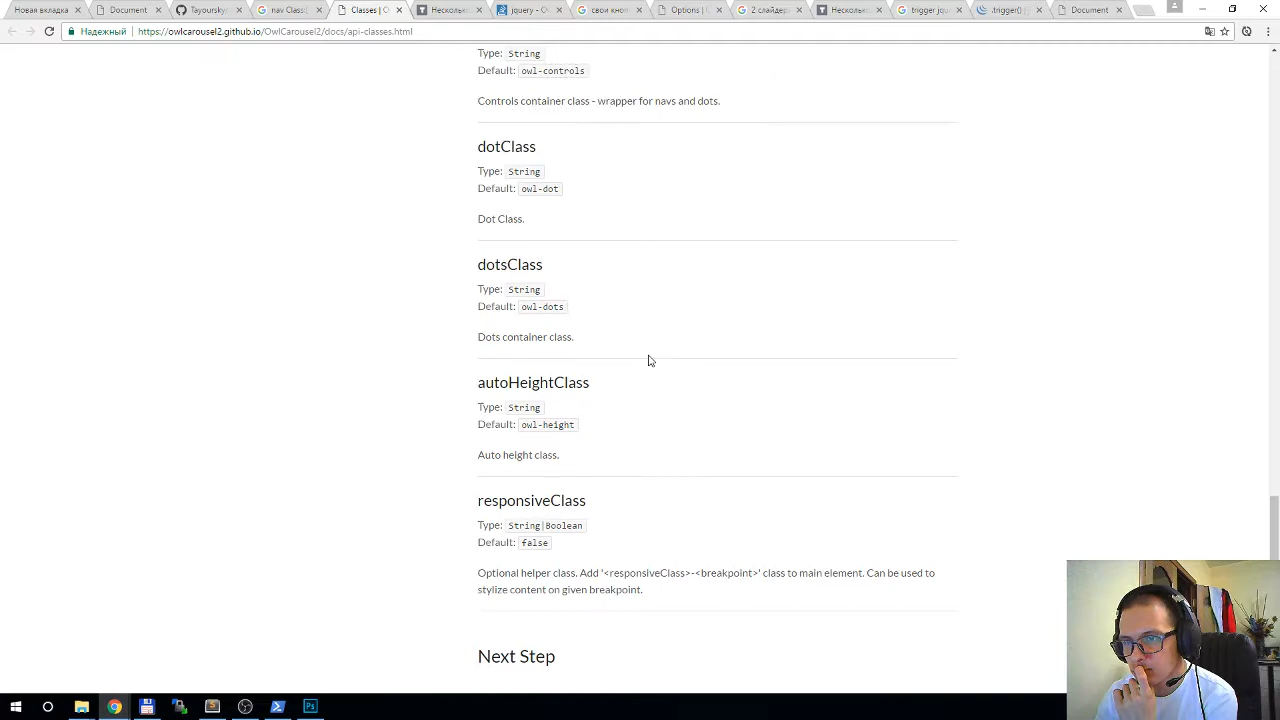 Новая вкладка
Document
Tayoursky
nav Class
Classes | O
Нескольк
jquery - О
свои кноп
Options |
2 слайдер
Нескольк
trigger jqu
.trigger()
Document
Надежный
https://owlcarousel2.github.io/OwlCarousel2/docs/api-classes.html
Type: String
Default: owl-controls
Controls container class - wrapper for navs and dots.
dotClass
Type: String
Default: owl-dot
Dot Class.
dotsClass
Type: String
Default: owl-dots
Dots container class.
autoHeightClass
Type: String
Default: owl-height
Auto height class.
responsiveClass
Type: String|Boolean
Default: false
Optional helper class. Add '<responsiveClass>-<breakpoint>' class to main element. Can be used to
stylize content on given breakpoint.
Next Step